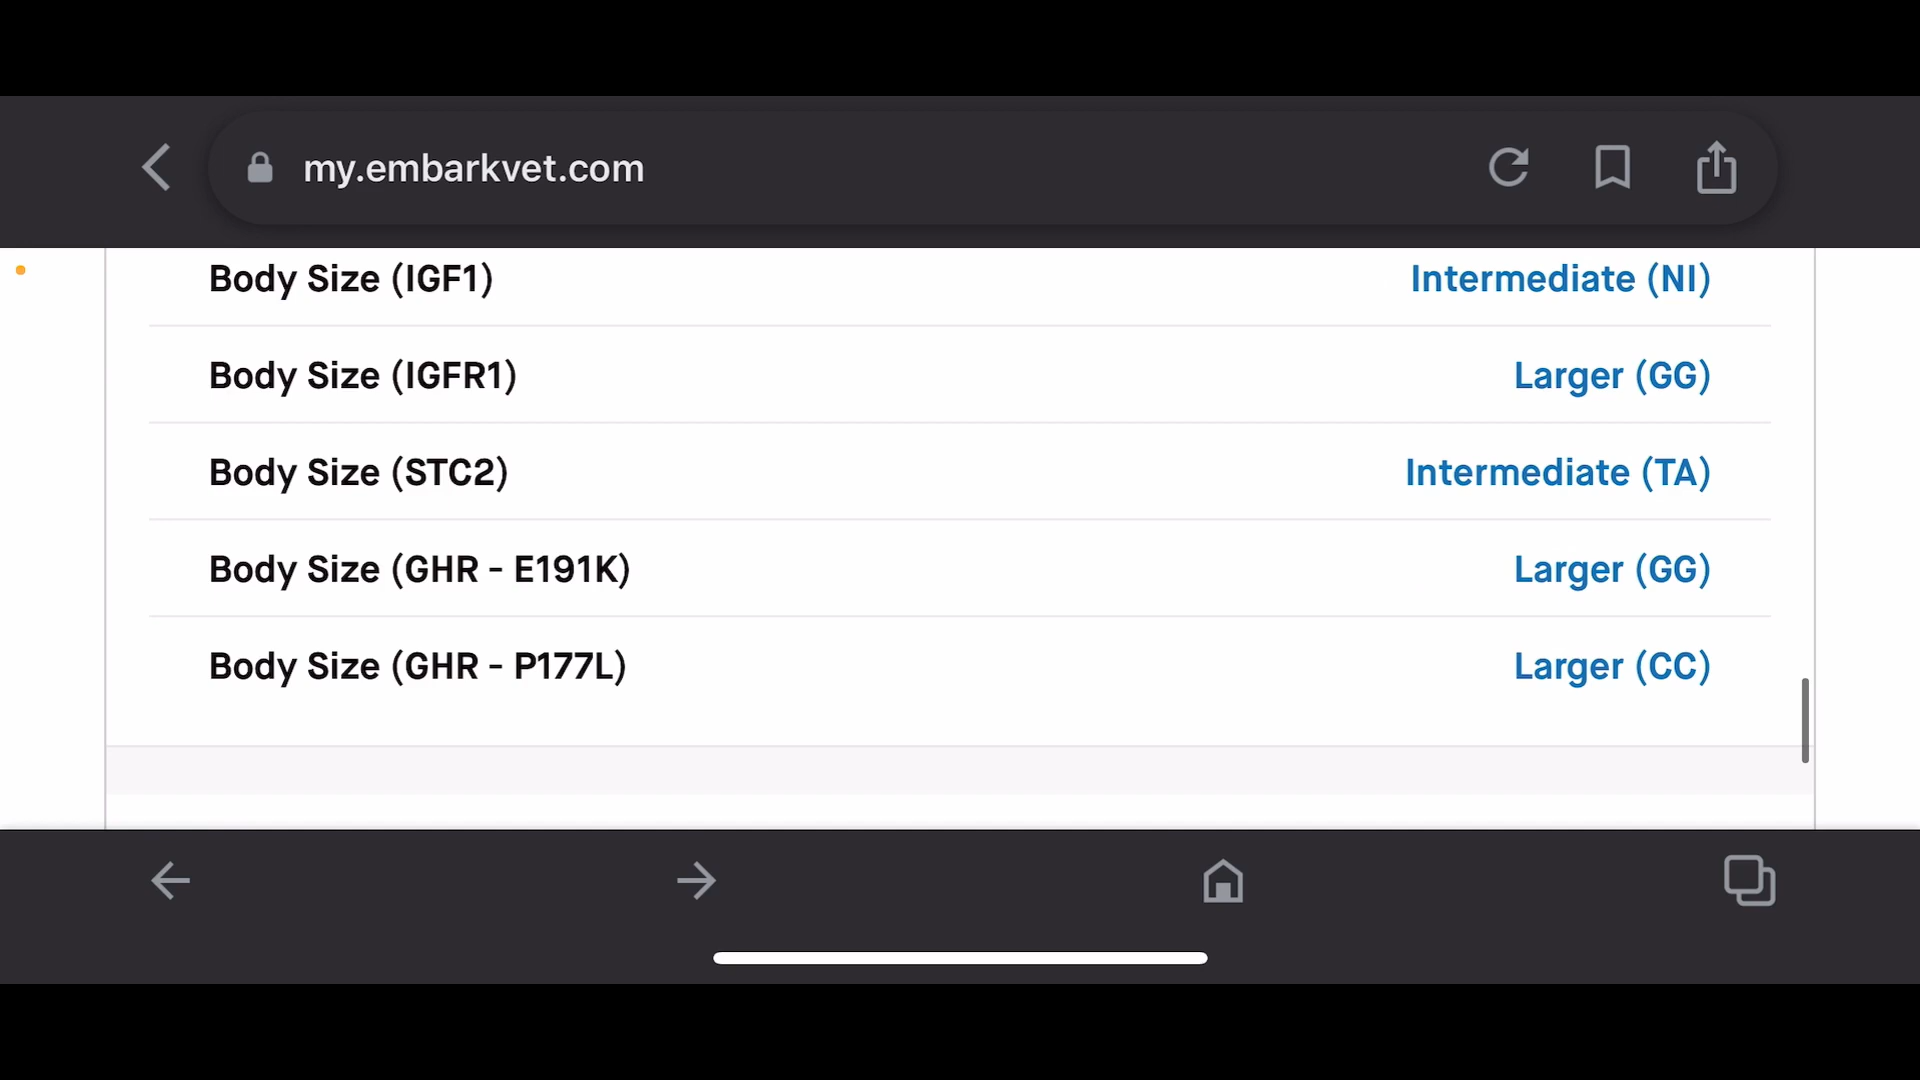 my.embarkvet.com
Body Size (IGF1) Intermediate (NI)
Body Size (IGFR1) Larger (GG)
Body Size (STC2) Intermediate (TA)
Body Size (GHR - E191K) Larger (GG)
Body Size (GHR - P177L) Larger (CC)